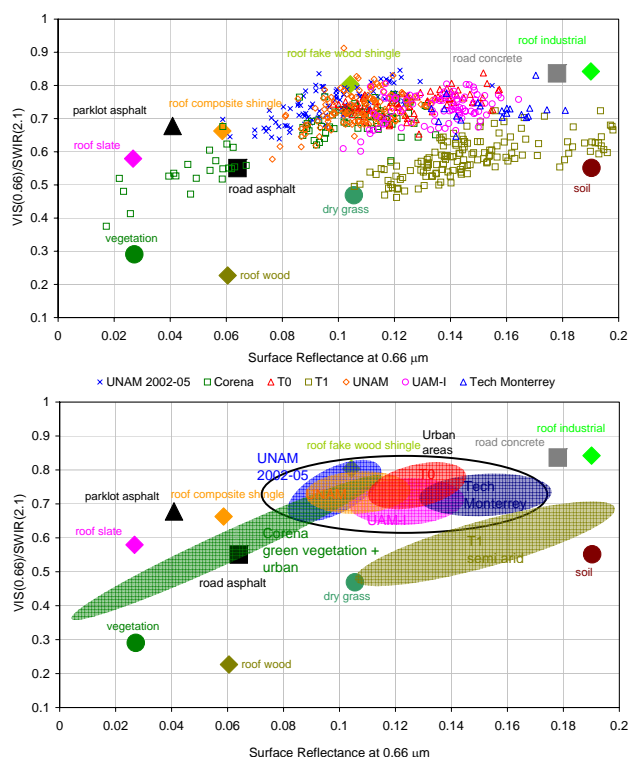 roof industrial
road concrete
roof fake wood shingle
roof composite shingle
parklot asphalt
roof slate
road asphalt
dry grass
soil
vegetation
roof wood
VIS(0.66)/SWIR(2.1)
0.9
0.8
0.7
0.6
0.5
0.4
0.3
0.2
0.1
0 0.02 0.04 0.06 0.08 0.1 0.12 0.14 0.16 0.18 0.2
Surface Reflectance at 0.66 µm
UNAM 2002-05 Corena T0 T1 UNAM UAM-I Tech Monterrey
1
0.9
0.8
0.7
0.6
0.5
0.4
0.3
0.2
0.1
VIS(0.66)/SWIR(2.1)
roof industrial
road concrete
Urban
areas
roof fake wood shingle
UNAM
2002-05
T0
roof composite shingle
Tech
Monterrey
parklot asphalt
UAM-I
roof slate
Corena
green vegetation +
urban
T1
semi arid
road asphalt
soil
dry grass
vegetation
roof wood
0 0.02 0.04 0.06 0.08 0.1 0.12 0.14 0.16 0.18 0.2
Surface Reflectance at 0.66 µm